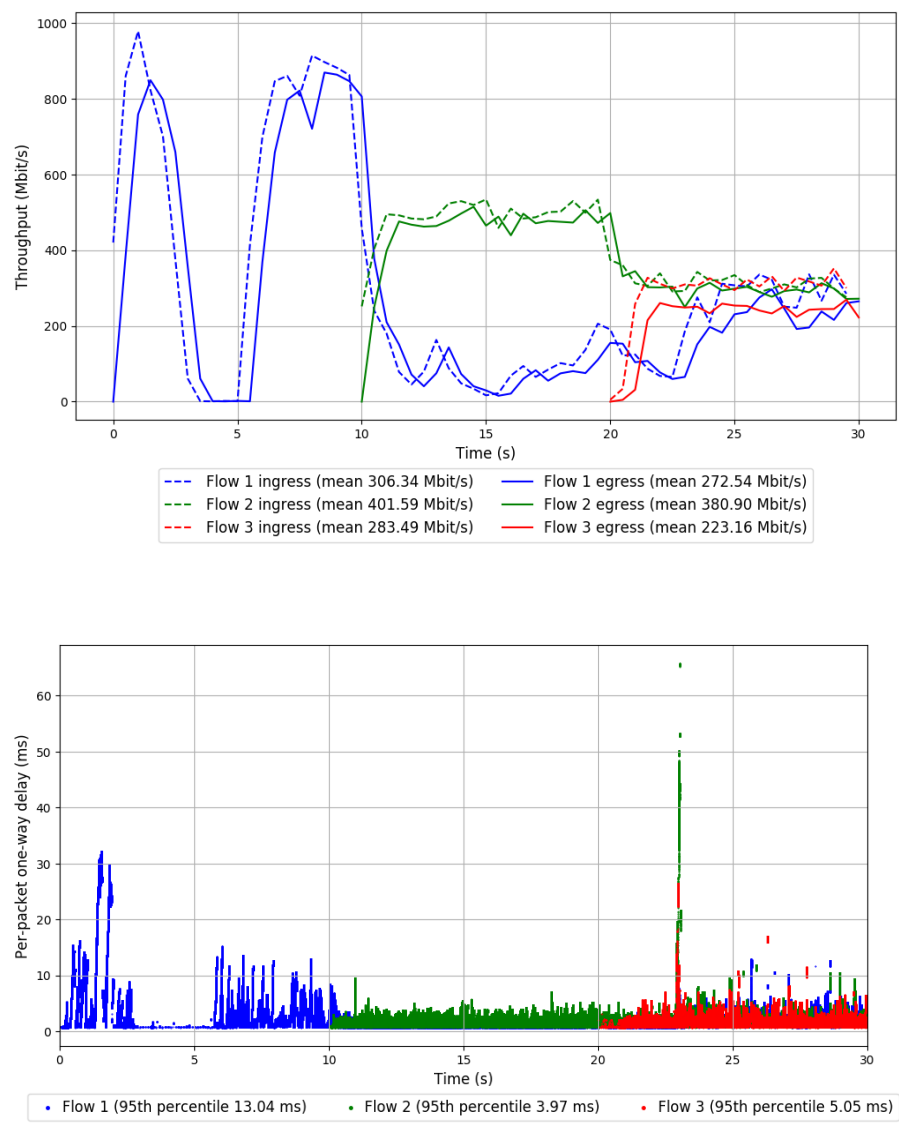 1000
800
600
400
200
0
Throughput (Mbit/s)
0 5 10 15 20 25 30
Time (s)
Flow 1 ingress (mean 306.34 Mbit/s) Flow 1 egress (mean 272.54 Mbit/s)
Flow 2 ingress (mean 401.59 Mbit/s) Flow 2 egress (mean 380.90 Mbit/s)
Flow 3 ingress (mean 283.49 Mbit/s) Flow 3 egress (mean 223.16 Mbit/s)
60
50
40
30
20
10
0
Per-packet one-way delay (ms)
0 5 10 15 20 25 30
Time (s)
Flow 1 (95th percentile 13.04 ms) Flow 2 (95th percentile 3.97 ms) Flow 3 (95th percentile 5.05 ms)